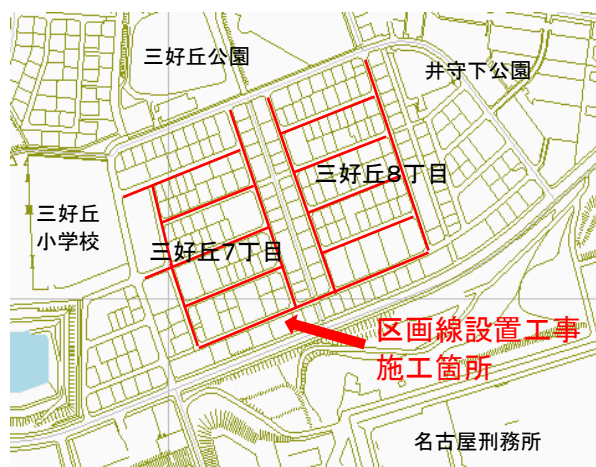 三好丘公園
井守下公園
三好丘8丁目
三好丘
小学校
三好丘7丁目
区画線設置工事
施工箇所
名古屋刑務所